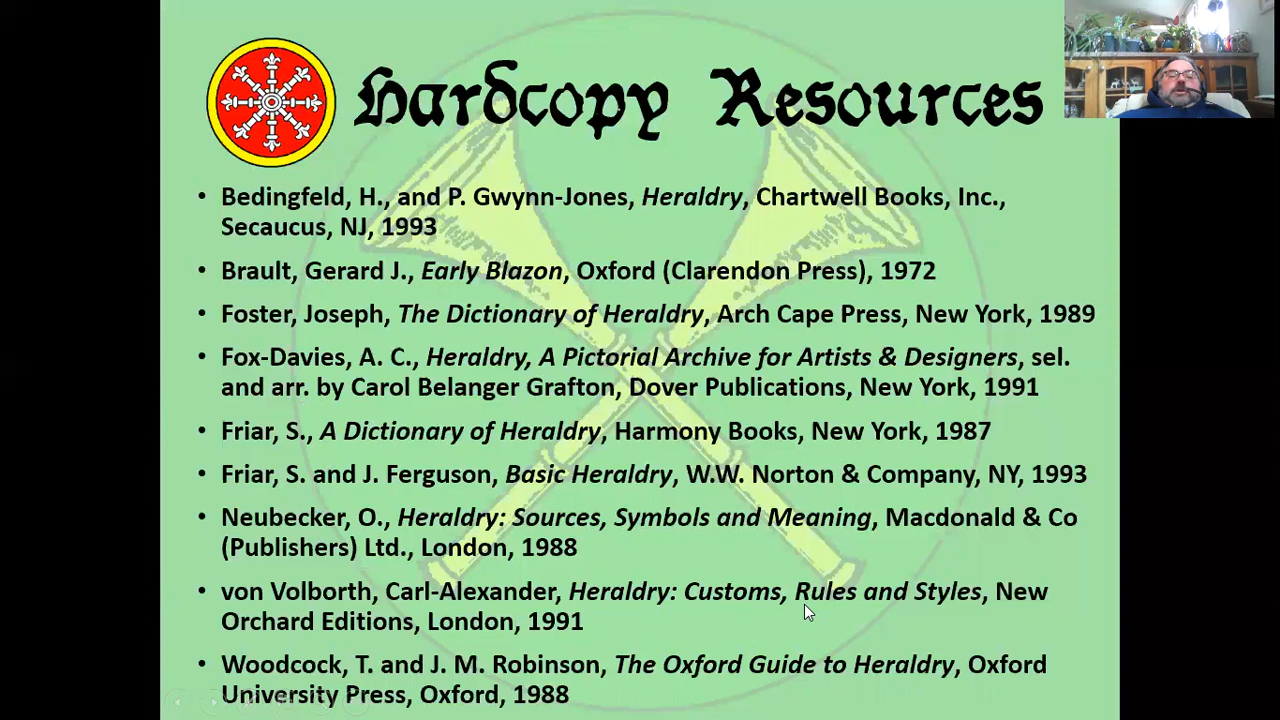 Hardcopy Resources
• Bedingfeld, H., and P. Gwynn-Jones, Heraldry, Chartwell Books, Inc.,
Secaucus, NJ, 1993
• Brault, Gerard J., Early Blazon, Oxford (Clarendon Press), 1972
• Foster, Joseph, The Dictionary of Heraldry, Arch Cape Press, New York, 1989
• Fox-Davies, A. C., Heraldry, A Pictorial Archive for Artists & Designers, sel.
and arr. by Carol Belanger Grafton, Dover Publications, New York, 1991
• Friar, S., A Dictionary of Heraldry, Harmony Books, New York, 1987
• Friar, S. and J. Ferguson, Basic Heraldry, W.W. Norton & Company, NY, 1993
• Neubecker, O., Heraldry: Sources, Symbols and Meaning, Macdonald & Co
(Publishers) Ltd., London, 1988
• von Volborth, Carl-Alexander, Heraldry: Customs, Rules and Styles, New
Orchard Editions, London, 1991
• Woodcock, T. and J. M. Robinson, The Oxford Guide to Heraldry, Oxford
University Press, Oxford, 1988